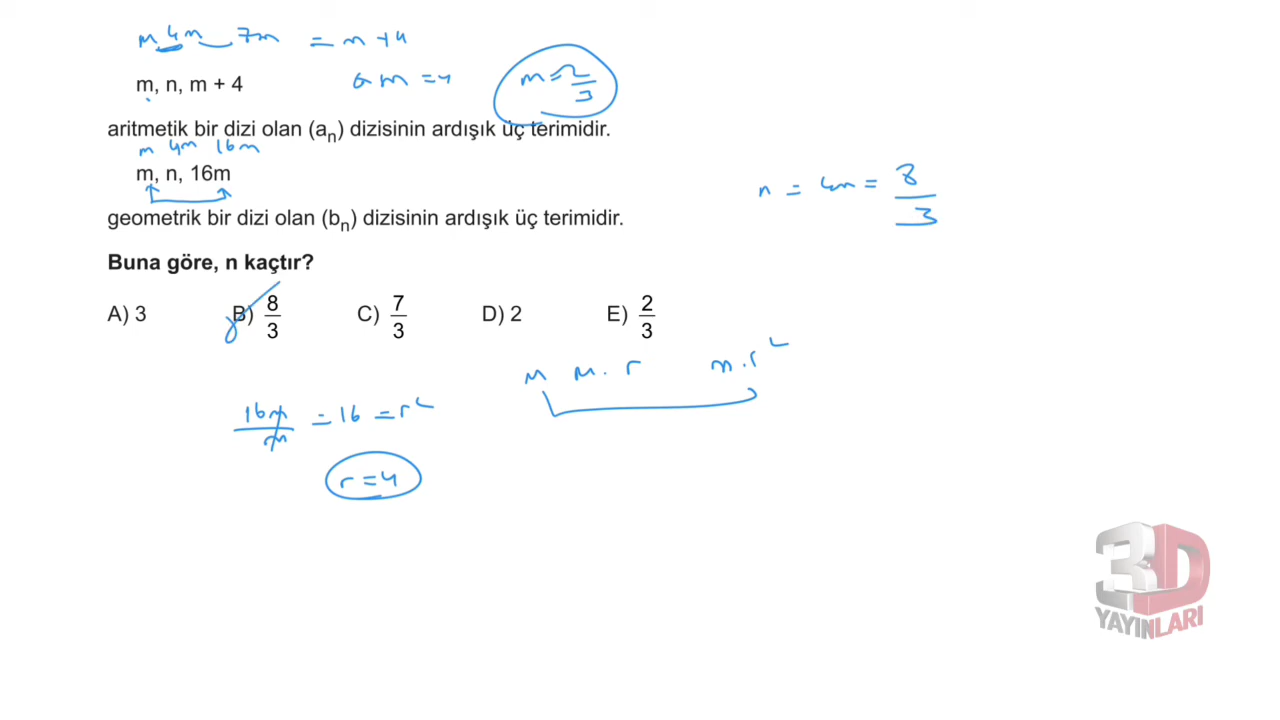 m 4m 7m = m + 4
m, n, m + 4
6m = 4
m = 2/3
aritmetik bir dizi olan (aₙ) dizisinin ardışık üç terimidir.
m 4m 16m
m, n, 16m
n = 4m = 8/3
geometrik bir dizi olan (bₙ) dizisinin ardışık üç terimidir.
Buna göre, n kaçtır?
A) 3 B) 8/3 C) 7/3 D) 2 E) 2/3
m m.r m.r²
16m/m = 16 = r²
r = 4
3D
YAYINLARI